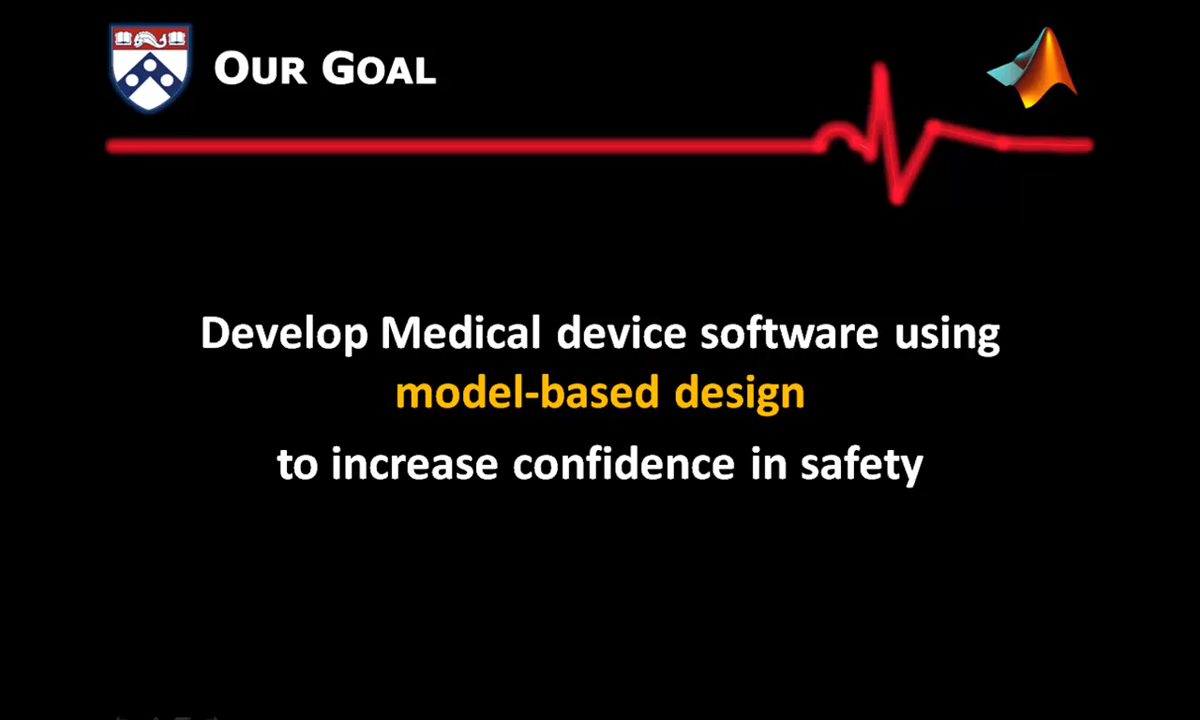 OUR GOAL
Develop Medical device software using
model-based design
to increase confidence in safety